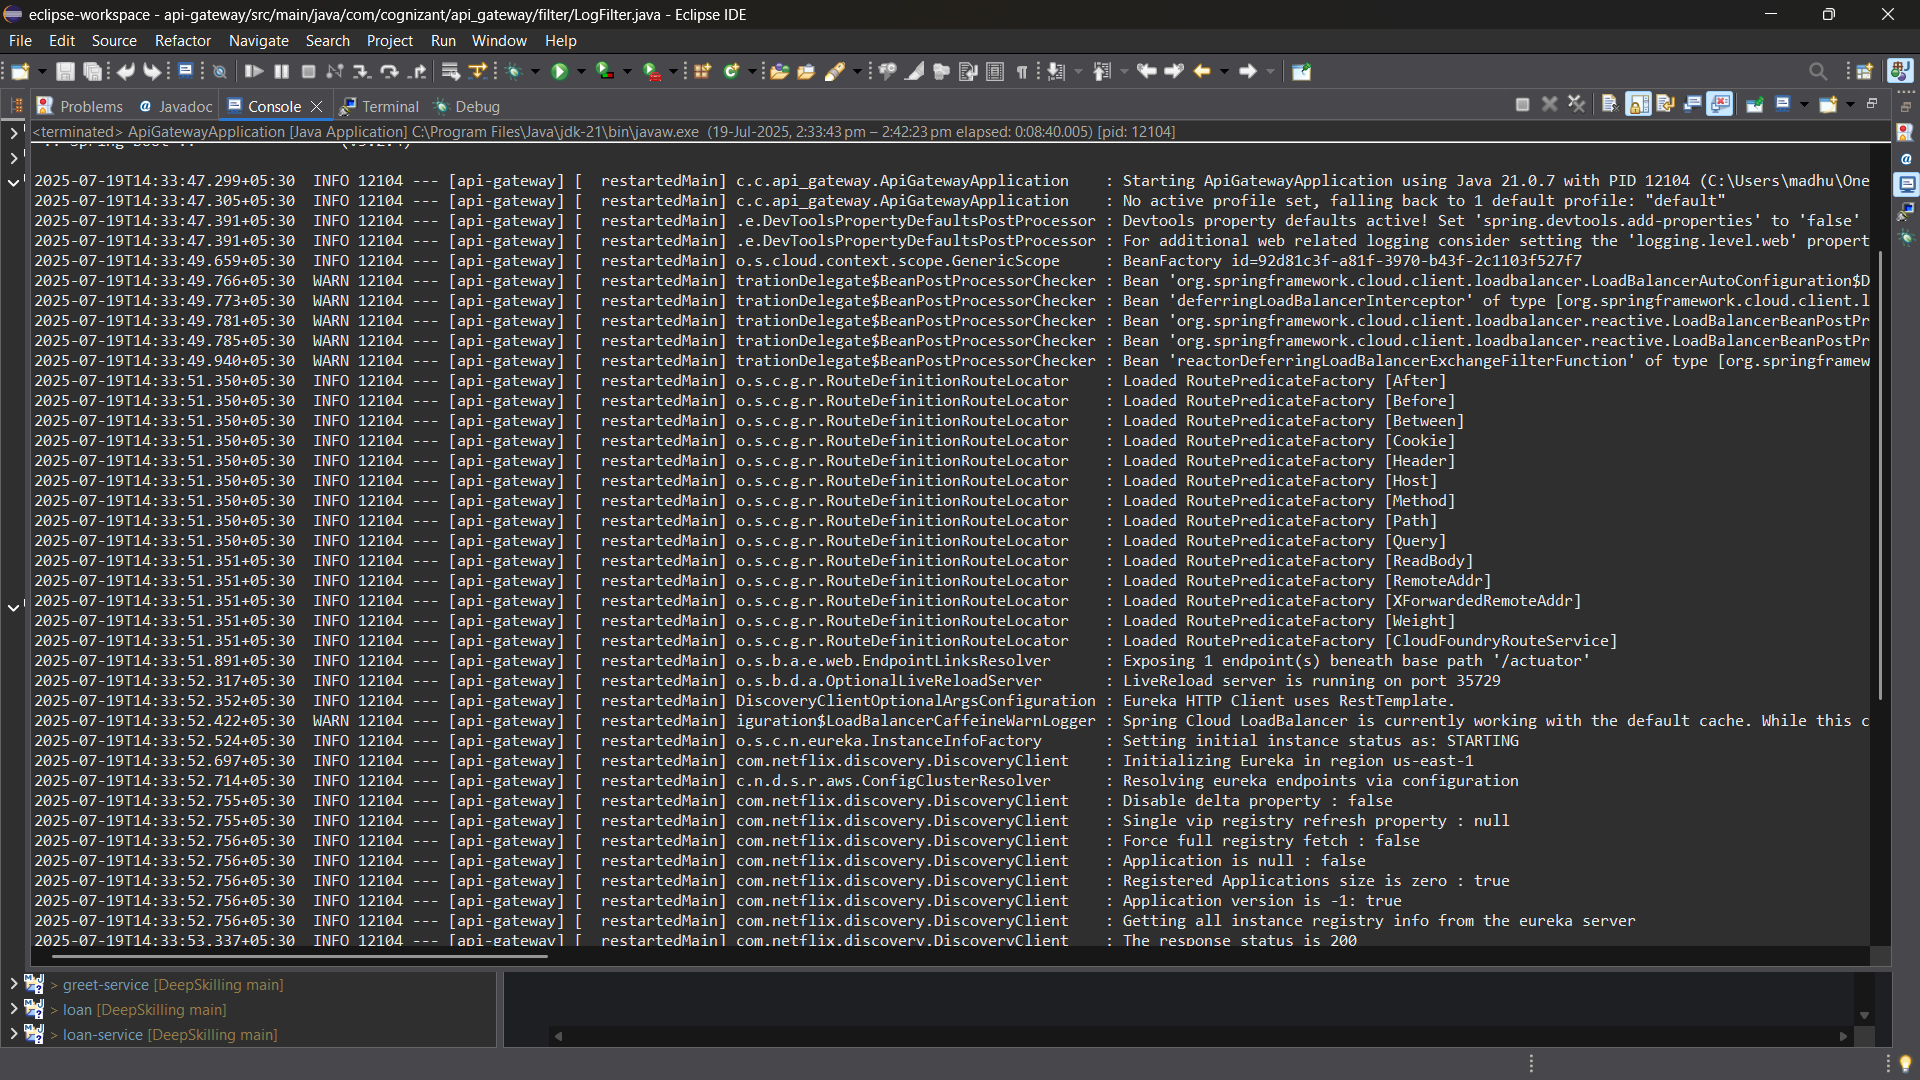 eclipse-workspace - api-gateway/src/main/java/com/cognizant/api_gateway/filter/LogFilter.java - Eclipse IDE
File Edit Source Refactor Navigate Search Project Run Window Help
Problems Javadoc Console Terminal Debug
<terminated> ApiGatewayApplication [Java Application] C:\Program Files\Java\jdk-21\bin\javaw.exe (19-Jul-2025, 2:33:43 pm – 2:42:23 pm elapsed: 0:08:40.005) [pid: 12104]
2025-07-19T14:33:47.299+05:30  INFO 12104 --- [api-gateway] [  restartedMain] c.c.api_gateway.ApiGatewayApplication    : Starting ApiGatewayApplication using Java 21.0.7 with PID 12104 (C:\Users\madhu\One
2025-07-19T14:33:47.305+05:30  INFO 12104 --- [api-gateway] [  restartedMain] c.c.api_gateway.ApiGatewayApplication    : No active profile set, falling back to 1 default profile: "default"
2025-07-19T14:33:47.391+05:30  INFO 12104 --- [api-gateway] [  restartedMain] .e.DevToolsPropertyDefaultsPostProcessor : Devtools property defaults active! Set 'spring.devtools.add-properties' to 'false'
2025-07-19T14:33:47.391+05:30  INFO 12104 --- [api-gateway] [  restartedMain] .e.DevToolsPropertyDefaultsPostProcessor : For additional web related logging consider setting the 'logging.level.web' propert
2025-07-19T14:33:49.659+05:30  INFO 12104 --- [api-gateway] [  restartedMain] o.s.cloud.context.scope.GenericScope     : BeanFactory id=92d81c3f-a81f-3970-b43f-2c1103f527f7
2025-07-19T14:33:49.766+05:30  WARN 12104 --- [api-gateway] [  restartedMain] trationDelegate$BeanPostProcessorChecker : Bean 'org.springframework.cloud.client.loadbalancer.LoadBalancerAutoConfiguration$D
2025-07-19T14:33:49.773+05:30  WARN 12104 --- [api-gateway] [  restartedMain] trationDelegate$BeanPostProcessorChecker : Bean 'deferringLoadBalancerInterceptor' of type [org.springframework.cloud.client.l
2025-07-19T14:33:49.781+05:30  WARN 12104 --- [api-gateway] [  restartedMain] trationDelegate$BeanPostProcessorChecker : Bean 'org.springframework.cloud.client.loadbalancer.reactive.LoadBalancerBeanPostPr
2025-07-19T14:33:49.785+05:30  WARN 12104 --- [api-gateway] [  restartedMain] trationDelegate$BeanPostProcessorChecker : Bean 'org.springframework.cloud.client.loadbalancer.reactive.LoadBalancerBeanPostPr
2025-07-19T14:33:49.940+05:30  WARN 12104 --- [api-gateway] [  restartedMain] trationDelegate$BeanPostProcessorChecker : Bean 'reactorDeferringLoadBalancerExchangeFilterFunction' of type [org.springframew
2025-07-19T14:33:51.350+05:30  INFO 12104 --- [api-gateway] [  restartedMain] o.s.c.g.r.RouteDefinitionRouteLocator    : Loaded RoutePredicateFactory [After]
2025-07-19T14:33:51.350+05:30  INFO 12104 --- [api-gateway] [  restartedMain] o.s.c.g.r.RouteDefinitionRouteLocator    : Loaded RoutePredicateFactory [Before]
2025-07-19T14:33:51.350+05:30  INFO 12104 --- [api-gateway] [  restartedMain] o.s.c.g.r.RouteDefinitionRouteLocator    : Loaded RoutePredicateFactory [Between]
2025-07-19T14:33:51.350+05:30  INFO 12104 --- [api-gateway] [  restartedMain] o.s.c.g.r.RouteDefinitionRouteLocator    : Loaded RoutePredicateFactory [Cookie]
2025-07-19T14:33:51.350+05:30  INFO 12104 --- [api-gateway] [  restartedMain] o.s.c.g.r.RouteDefinitionRouteLocator    : Loaded RoutePredicateFactory [Header]
2025-07-19T14:33:51.350+05:30  INFO 12104 --- [api-gateway] [  restartedMain] o.s.c.g.r.RouteDefinitionRouteLocator    : Loaded RoutePredicateFactory [Host]
2025-07-19T14:33:51.350+05:30  INFO 12104 --- [api-gateway] [  restartedMain] o.s.c.g.r.RouteDefinitionRouteLocator    : Loaded RoutePredicateFactory [Method]
2025-07-19T14:33:51.350+05:30  INFO 12104 --- [api-gateway] [  restartedMain] o.s.c.g.r.RouteDefinitionRouteLocator    : Loaded RoutePredicateFactory [Path]
2025-07-19T14:33:51.350+05:30  INFO 12104 --- [api-gateway] [  restartedMain] o.s.c.g.r.RouteDefinitionRouteLocator    : Loaded RoutePredicateFactory [Query]
2025-07-19T14:33:51.351+05:30  INFO 12104 --- [api-gateway] [  restartedMain] o.s.c.g.r.RouteDefinitionRouteLocator    : Loaded RoutePredicateFactory [ReadBody]
2025-07-19T14:33:51.351+05:30  INFO 12104 --- [api-gateway] [  restartedMain] o.s.c.g.r.RouteDefinitionRouteLocator    : Loaded RoutePredicateFactory [RemoteAddr]
2025-07-19T14:33:51.351+05:30  INFO 12104 --- [api-gateway] [  restartedMain] o.s.c.g.r.RouteDefinitionRouteLocator    : Loaded RoutePredicateFactory [XForwardedRemoteAddr]
2025-07-19T14:33:51.351+05:30  INFO 12104 --- [api-gateway] [  restartedMain] o.s.c.g.r.RouteDefinitionRouteLocator    : Loaded RoutePredicateFactory [Weight]
2025-07-19T14:33:51.351+05:30  INFO 12104 --- [api-gateway] [  restartedMain] o.s.c.g.r.RouteDefinitionRouteLocator    : Loaded RoutePredicateFactory [CloudFoundryRouteService]
2025-07-19T14:33:51.891+05:30  INFO 12104 --- [api-gateway] [  restartedMain] o.s.b.a.e.web.EndpointLinksResolver      : Exposing 1 endpoint(s) beneath base path '/actuator'
2025-07-19T14:33:52.317+05:30  INFO 12104 --- [api-gateway] [  restartedMain] o.s.b.d.a.OptionalLiveReloadServer       : LiveReload server is running on port 35729
2025-07-19T14:33:52.352+05:30  INFO 12104 --- [api-gateway] [  restartedMain] DiscoveryClientOptionalArgsConfiguration : Eureka HTTP Client uses RestTemplate.
2025-07-19T14:33:52.422+05:30  WARN 12104 --- [api-gateway] [  restartedMain] iguration$LoadBalancerCaffeineWarnLogger : Spring Cloud LoadBalancer is currently working with the default cache. While this c
2025-07-19T14:33:52.524+05:30  INFO 12104 --- [api-gateway] [  restartedMain] o.s.c.n.eureka.InstanceInfoFactory       : Setting initial instance status as: STARTING
2025-07-19T14:33:52.697+05:30  INFO 12104 --- [api-gateway] [  restartedMain] com.netflix.discovery.DiscoveryClient    : Initializing Eureka in region us-east-1
2025-07-19T14:33:52.714+05:30  INFO 12104 --- [api-gateway] [  restartedMain] c.n.d.s.r.aws.ConfigClusterResolver      : Resolving eureka endpoints via configuration
2025-07-19T14:33:52.755+05:30  INFO 12104 --- [api-gateway] [  restartedMain] com.netflix.discovery.DiscoveryClient    : Disable delta property : false
2025-07-19T14:33:52.755+05:30  INFO 12104 --- [api-gateway] [  restartedMain] com.netflix.discovery.DiscoveryClient    : Single vip registry refresh property : null
2025-07-19T14:33:52.756+05:30  INFO 12104 --- [api-gateway] [  restartedMain] com.netflix.discovery.DiscoveryClient    : Force full registry fetch : false
2025-07-19T14:33:52.756+05:30  INFO 12104 --- [api-gateway] [  restartedMain] com.netflix.discovery.DiscoveryClient    : Application is null : false
2025-07-19T14:33:52.756+05:30  INFO 12104 --- [api-gateway] [  restartedMain] com.netflix.discovery.DiscoveryClient    : Registered Applications size is zero : true
2025-07-19T14:33:52.756+05:30  INFO 12104 --- [api-gateway] [  restartedMain] com.netflix.discovery.DiscoveryClient    : Application version is -1: true
2025-07-19T14:33:52.756+05:30  INFO 12104 --- [api-gateway] [  restartedMain] com.netflix.discovery.DiscoveryClient    : Getting all instance registry info from the eureka server
2025-07-19T14:33:53.337+05:30  INFO 12104 --- [api-gateway] [  restartedMain] com.netflix.discovery.DiscoveryClient    : The response status is 200
> greet-service [DeepSkilling main]
> loan [DeepSkilling main]
> loan-service [DeepSkilling main]